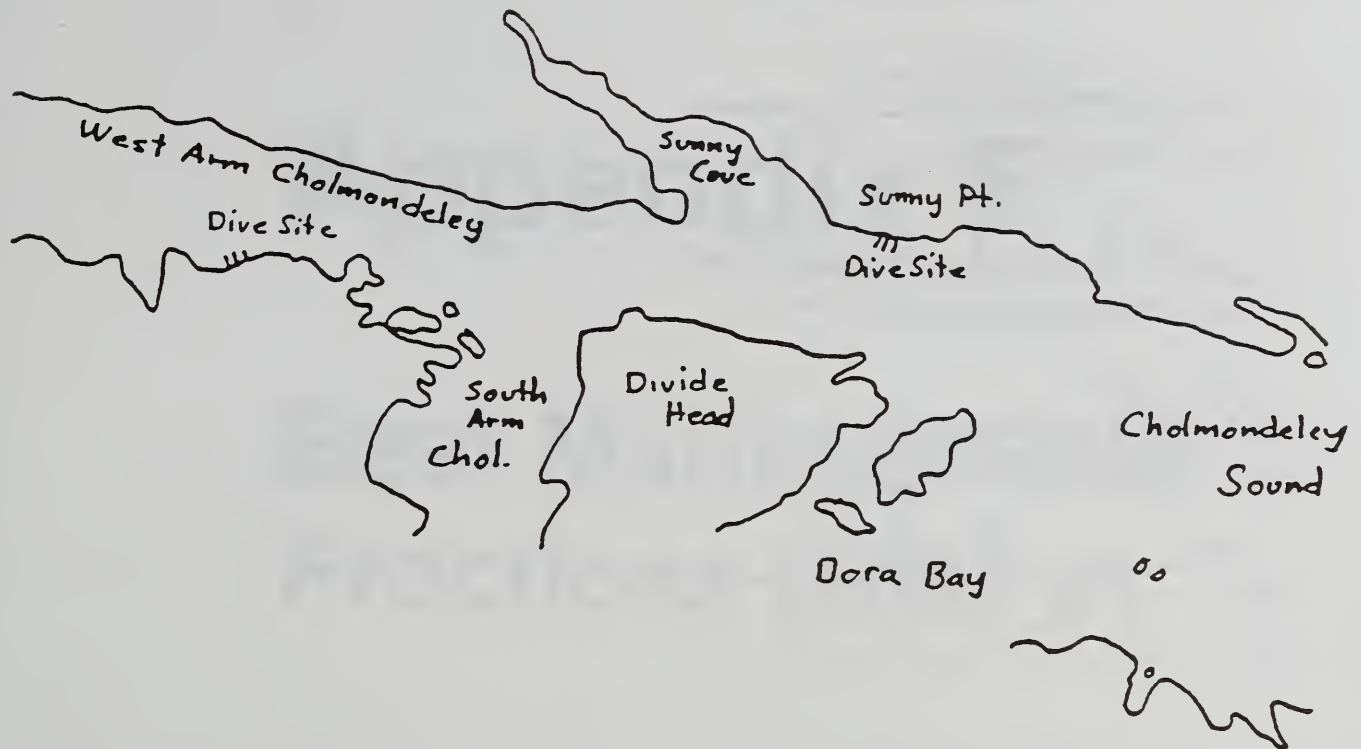 West Arm Cholmondeley
Dive Site
Sunny
Cove
Sunny Pt.
Dive Site
South
Arm
Chol.
Divide
Head
Cholmondeley
Sound
Dora Bay